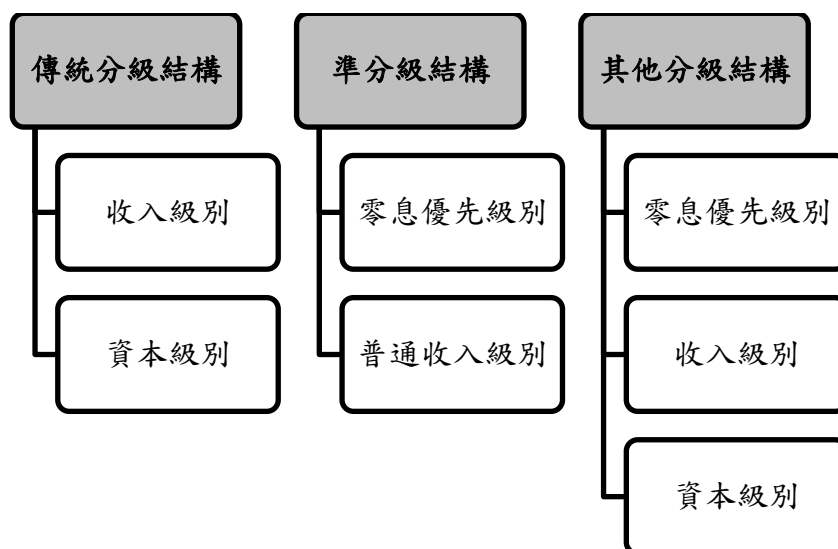 傳統分級結構
收入級別
資本級別
準分級結構
零息優先級別
普通收入級別
其他分級結構
零息優先級別
收入級別
資本級別